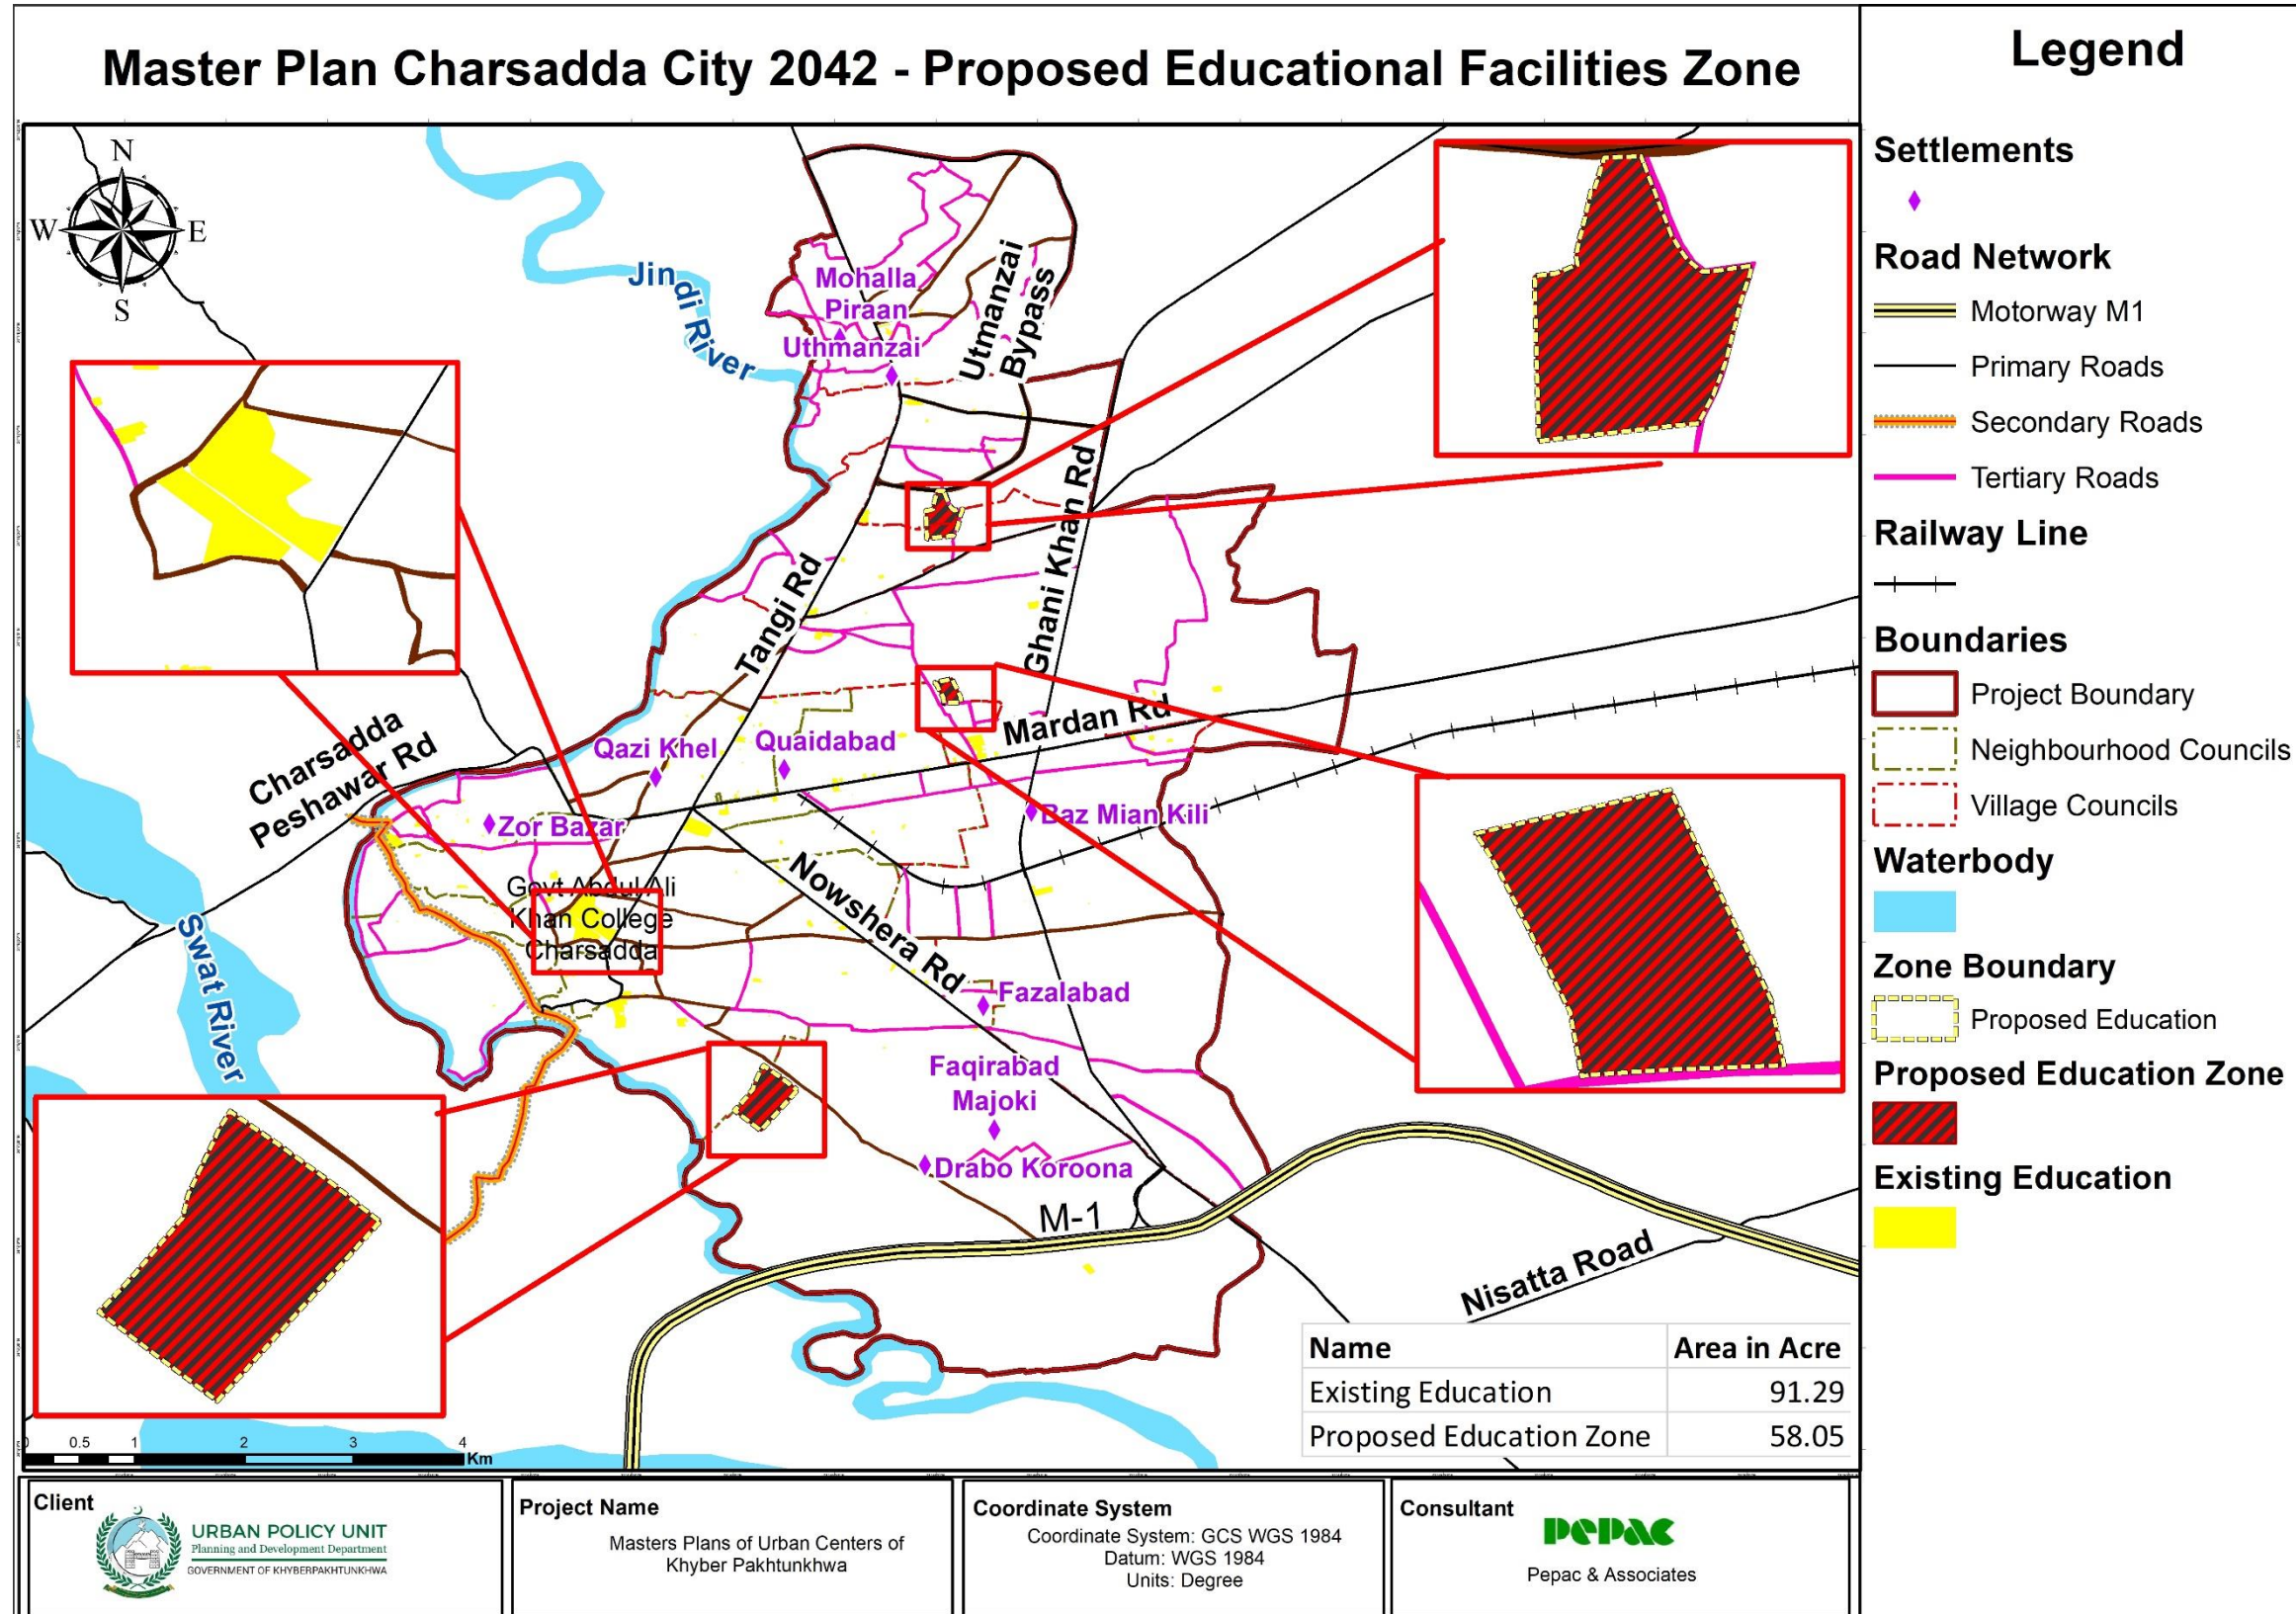 Master Plan Charsadda City 2042 - Proposed Educational Facilities Zone
N
W
E
S
Jindi River
Mohalla
Piraan
Uthmanzai
Utmanzai
Bypass
Ghani Khan Rd
Tangi Rd
Mardan Rd
Charsadda
Peshawar Rd
Qazi Khel
Quaidabad
Zor Bazar
Baz Mian Kili
Govt Abdul Ali
Khan College
Charsadda
Nowshera Rd
Swat River
Fazalabad
Faqirabad
Majoki
Drabo Koroona
M-1
Nisatta Road
Name Area in Acre
Existing Education 91.29
Proposed Education Zone 58.05
0 0.5 1 2 3 4
Km
Legend
Settlements
Road Network
Motorway M1
Primary Roads
Secondary Roads
Tertiary Roads
Railway Line
Boundaries
Project Boundary
Neighbourhood Councils
Village Councils
Waterbody
Zone Boundary
Proposed Education
Proposed Education Zone
Existing Education
Client
URBAN POLICY UNIT
Planning and Development Department
GOVERNMENT OF KHYBERPAKHTUNKHWA
Project Name
Masters Plans of Urban Centers of
Khyber Pakhtunkhwa
Coordinate System
Coordinate System: GCS WGS 1984
Datum: WGS 1984
Units: Degree
Consultant
PEPAC
Pepac & Associates